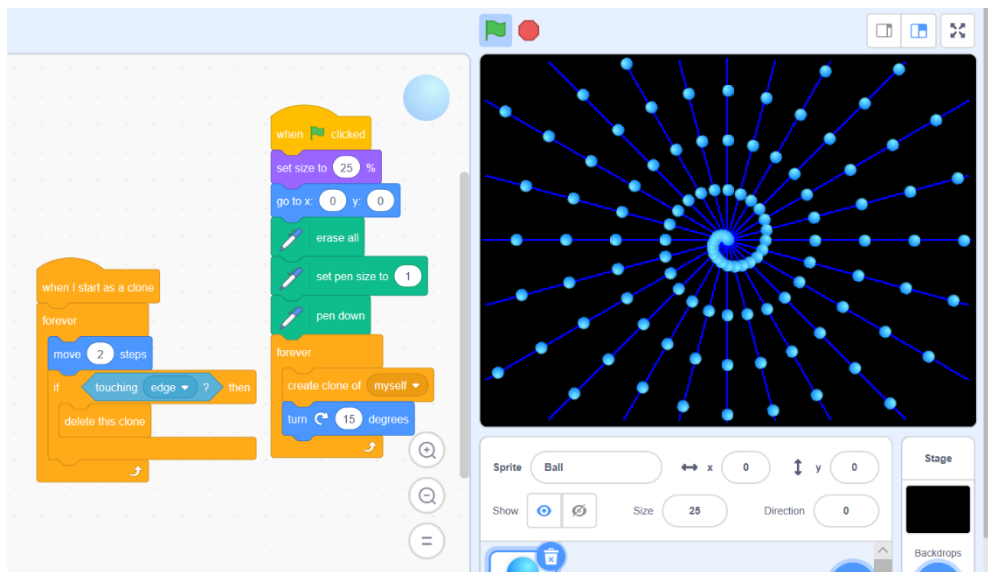 when clicked
set size to 25 %
go to x: 0 y: 0
erase all
set pen size to 1
pen down
forever
create clone of myself
turn 15 degrees
when I start as a clone
forever
move 2 steps
if touching edge ? then
delete this clone
Sprite Ball x 0 y 0
Show Size 25 Direction 0
Stage
Backdrops